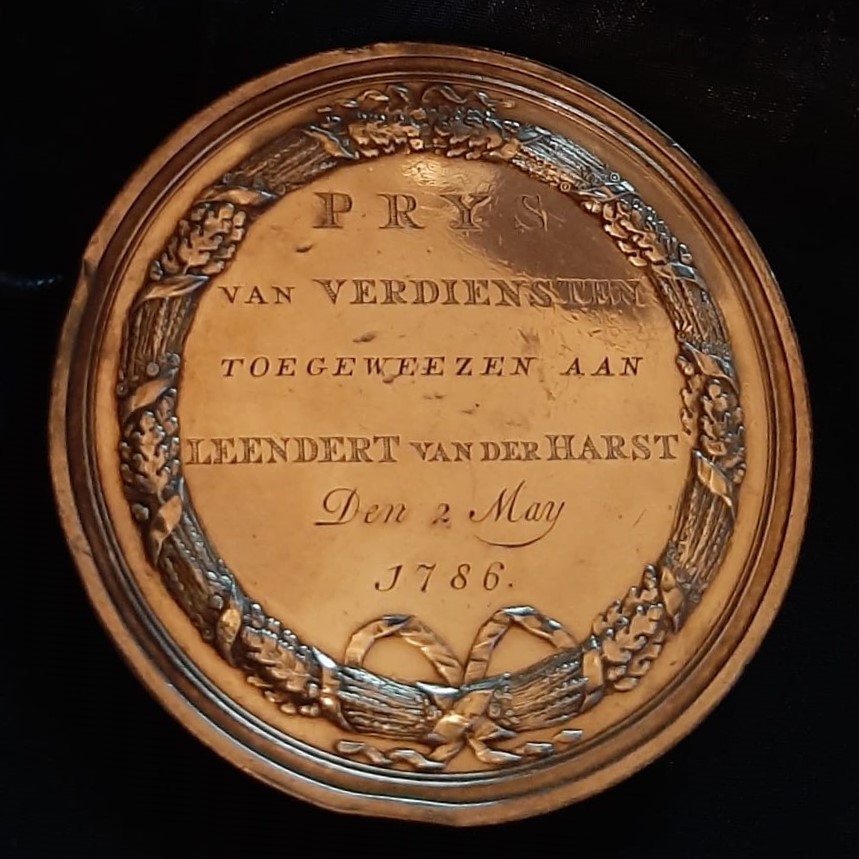 PRYS
VAN VERDIENSTEN
TOEGEWEEZEN AAN
LEENDERT VAN DER HARST
Den 2 May
1786.